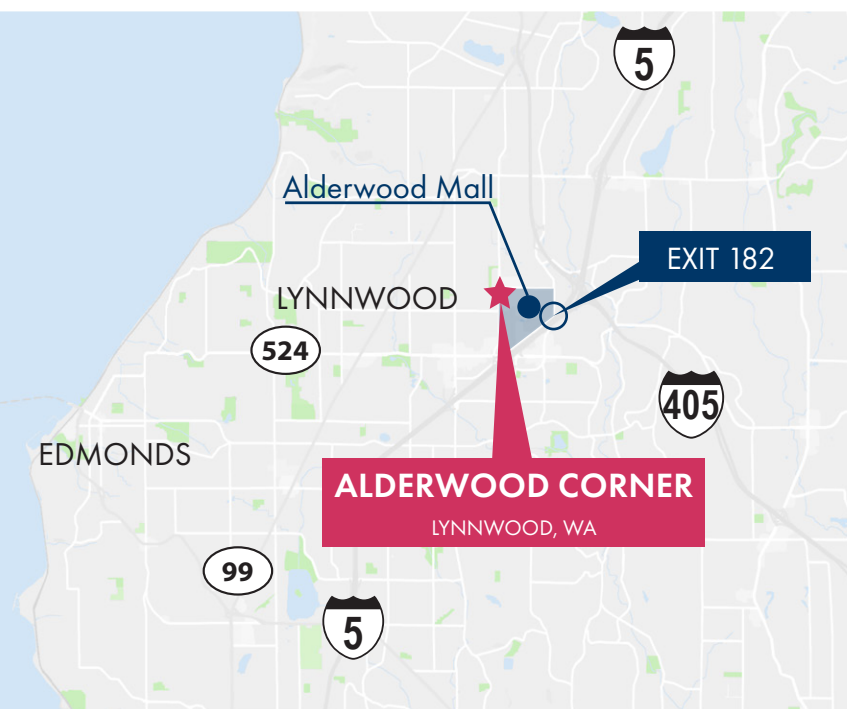 5
Alderwood Mall
EXIT 182
LYNNWOOD
524
405
EDMONDS
ALDERWOOD CORNER
LYNNWOOD, WA
99
5